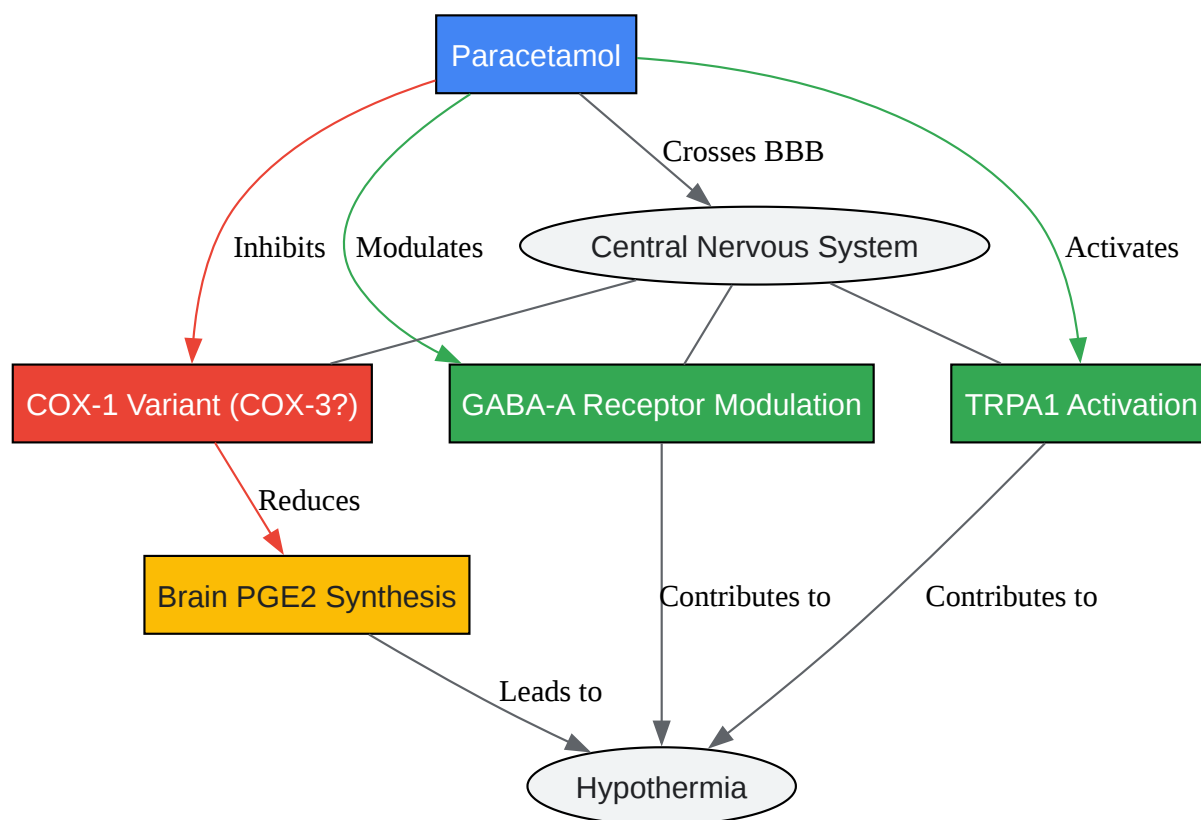 Paracetamol
Crosses BBB
Inhibits
Modulates
Central Nervous System
Activates
COX-1 Variant (COX-3?)
GABA-A Receptor Modulation
TRPA1 Activation
Reduces
Brain PGE2 Synthesis
Contributes to
Contributes to
Leads to
Hypothermia